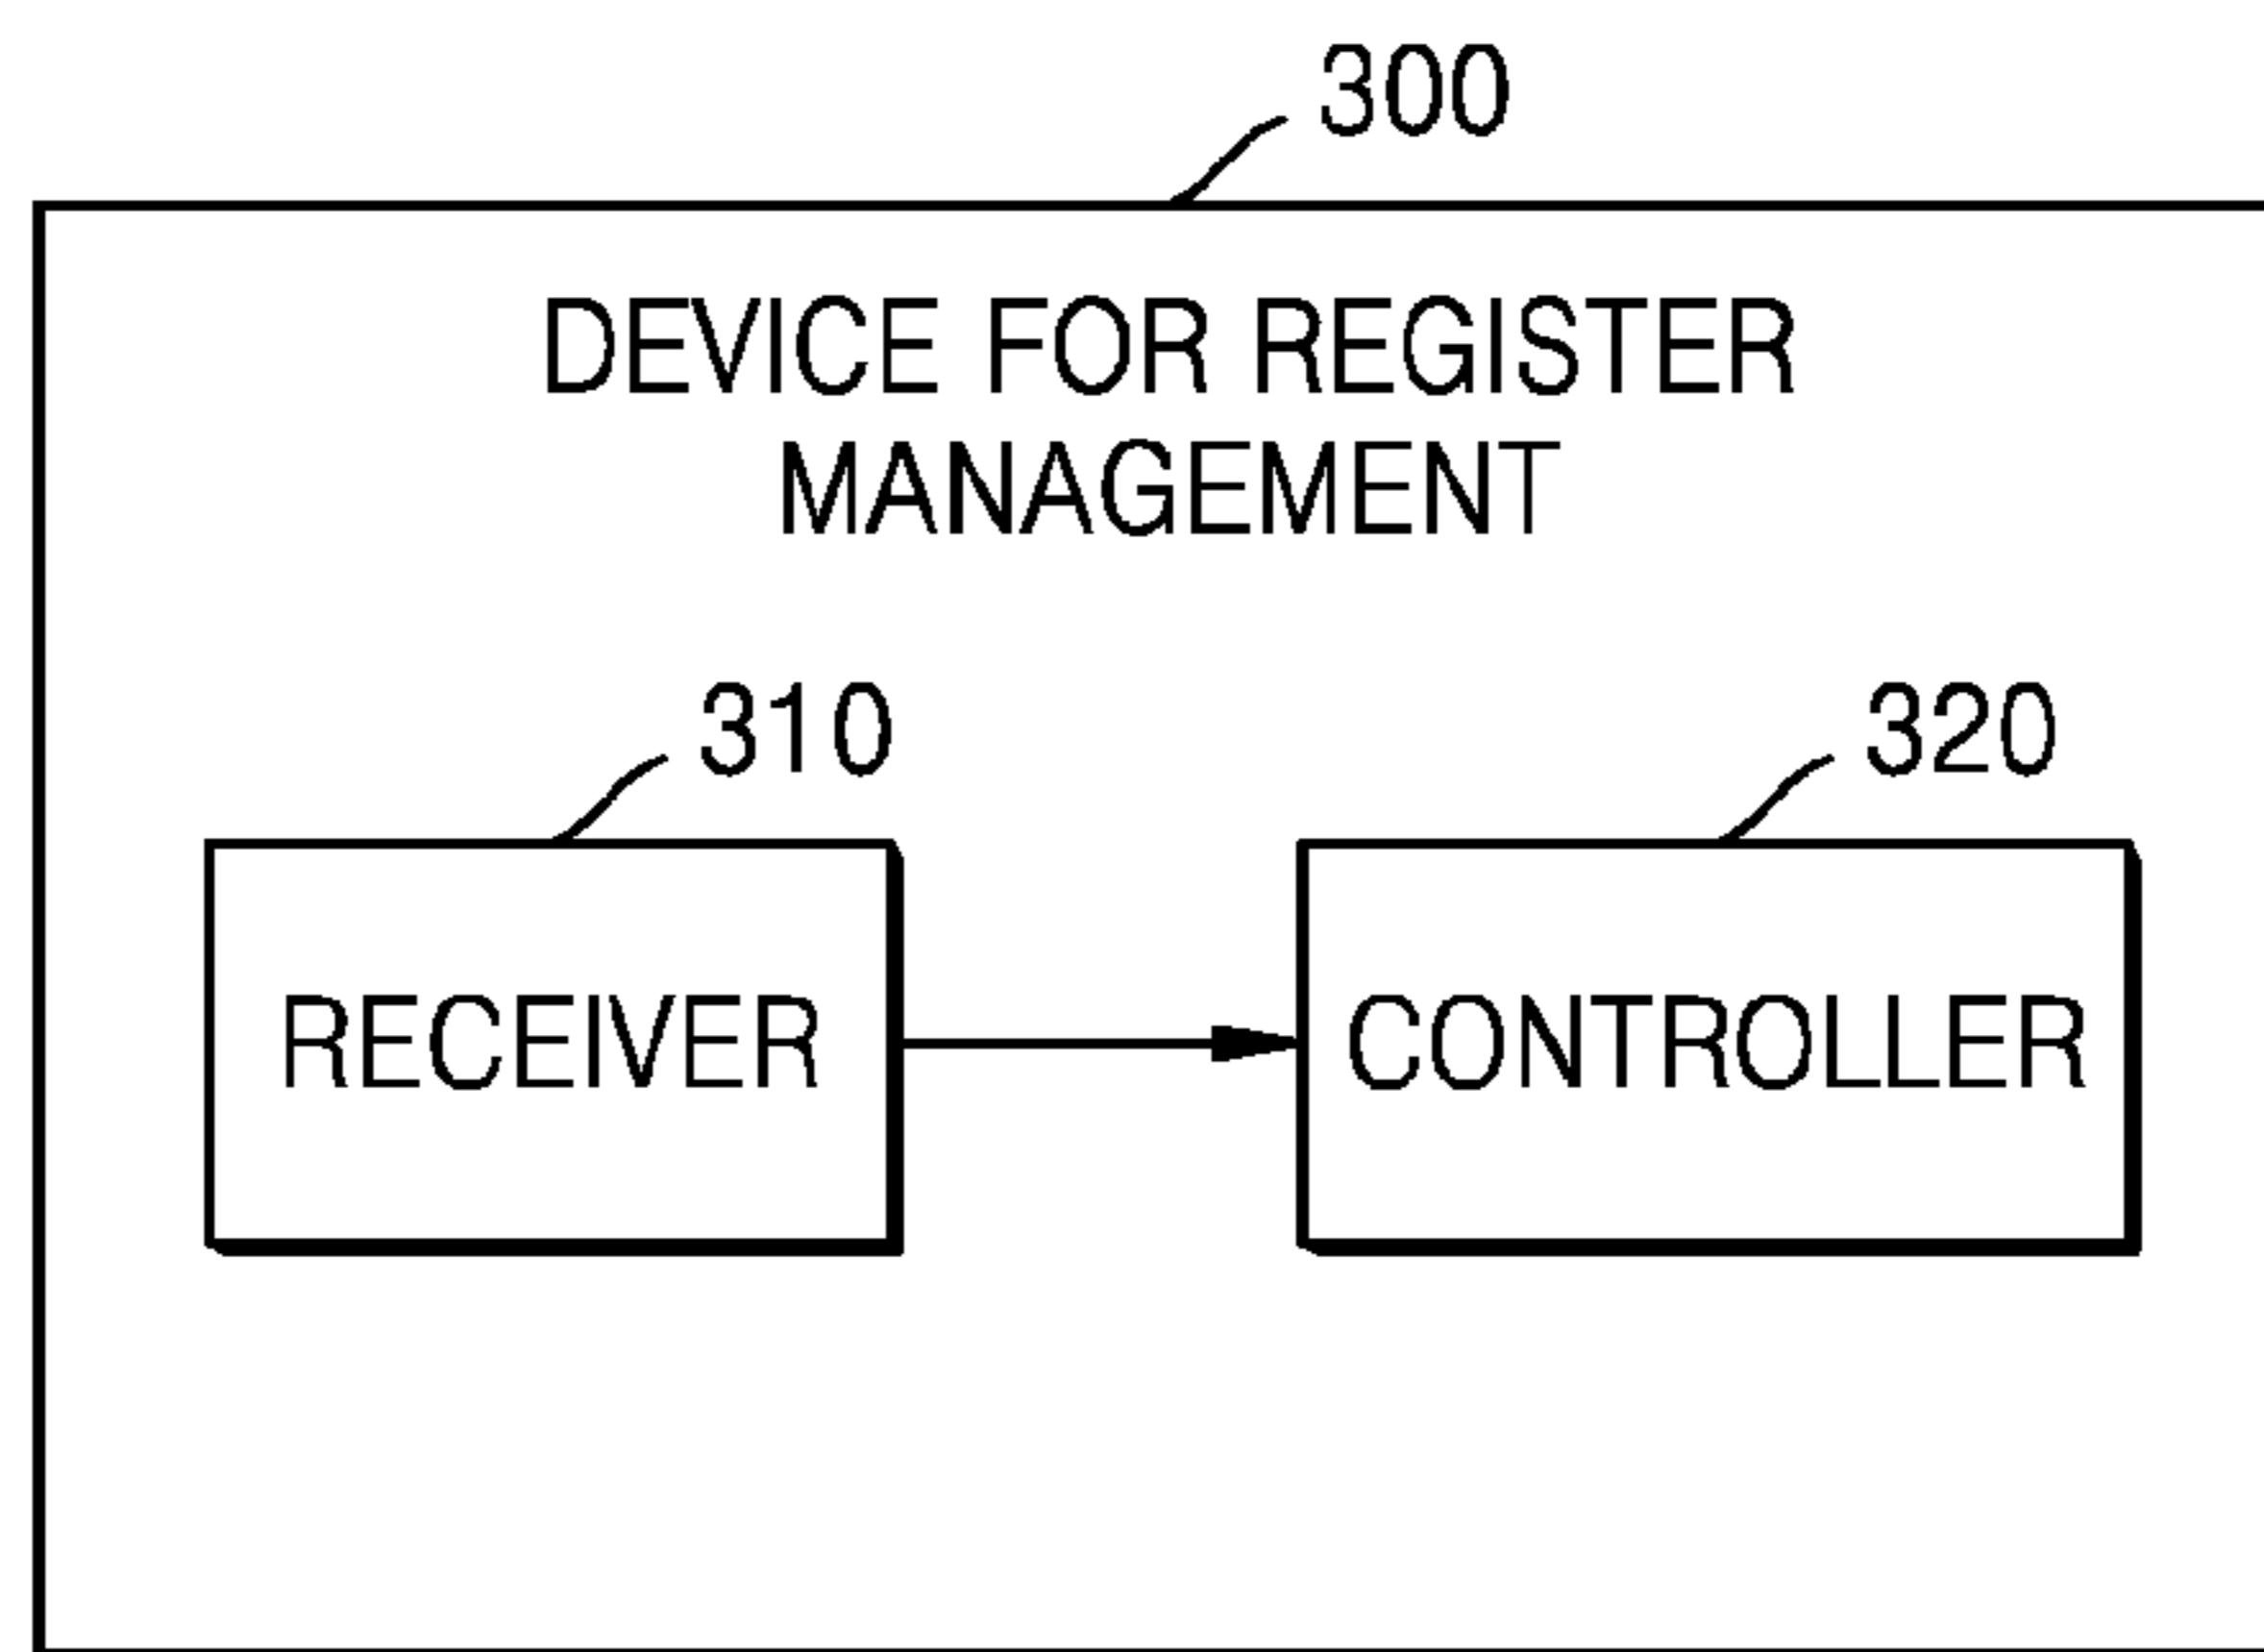 300
DEVICE FOR REGISTER
MANAGEMENT
310
320
RECEIVER
CONTROLLER